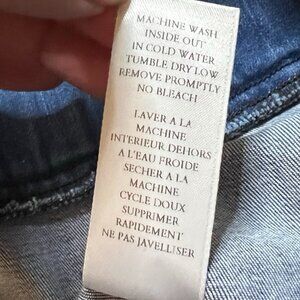 MACHINE WASH
INSIDE OUT
IN COLD WATER
TUMBLE DRY LOW
REMOVE PROMPTLY
NO BLEACH
LAVER A LA
MACHINE
INTERIEUR DEHORS
A L'EAU FROIDE
SECHER A LA
MACHINE
CYCLE DOUX
SUPPRIMER
RAPIDEMENT
NE PAS JAVELLISER